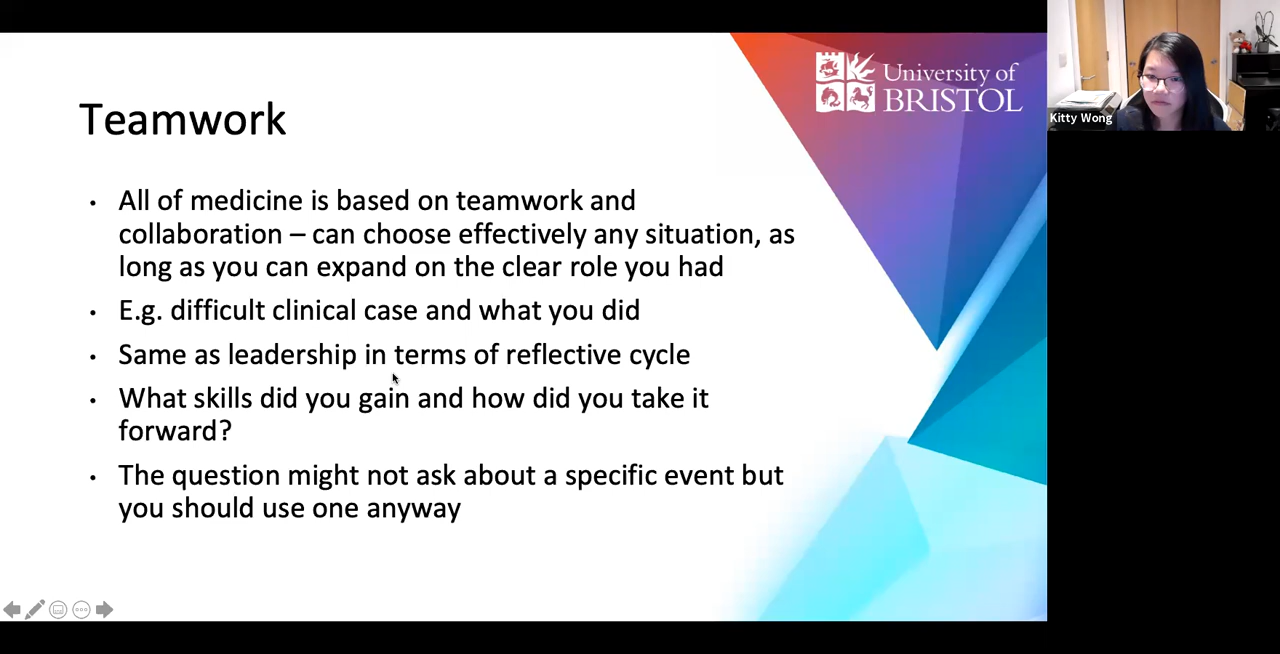 University of
BRISTOL
Kitty Wong
Teamwork
• All of medicine is based on teamwork and
collaboration – can choose effectively any situation, as
long as you can expand on the clear role you had
• E.g. difficult clinical case and what you did
• Same as leadership in terms of reflective cycle
• What skills did you gain and how did you take it
forward?
• The question might not ask about a specific event but
you should use one anyway